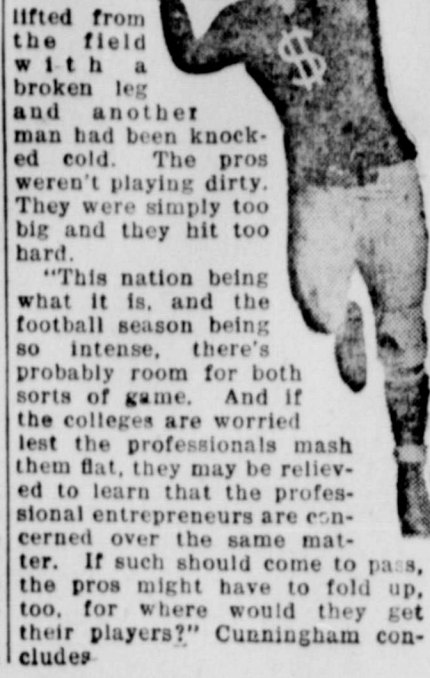 lifted from
the field
with a
broken leg
and another
man had been knock-
ed cold. The pros
weren't playing dirty.
They were simply too
big and they hit too
hard.
"This nation being
what it is, and the
football season being
so intense, there's
probably room for both
sorts of game. And if
the colleges are worried
lest the professionals mash
them flat, they may be reliev-
ed to learn that the profes-
sional entrepreneurs are con-
cerned over the same mat-
ter. If such should come to pass,
the pros might have to fold up,
too, for where would they get
their players?" Cunningham con-
cludes
$